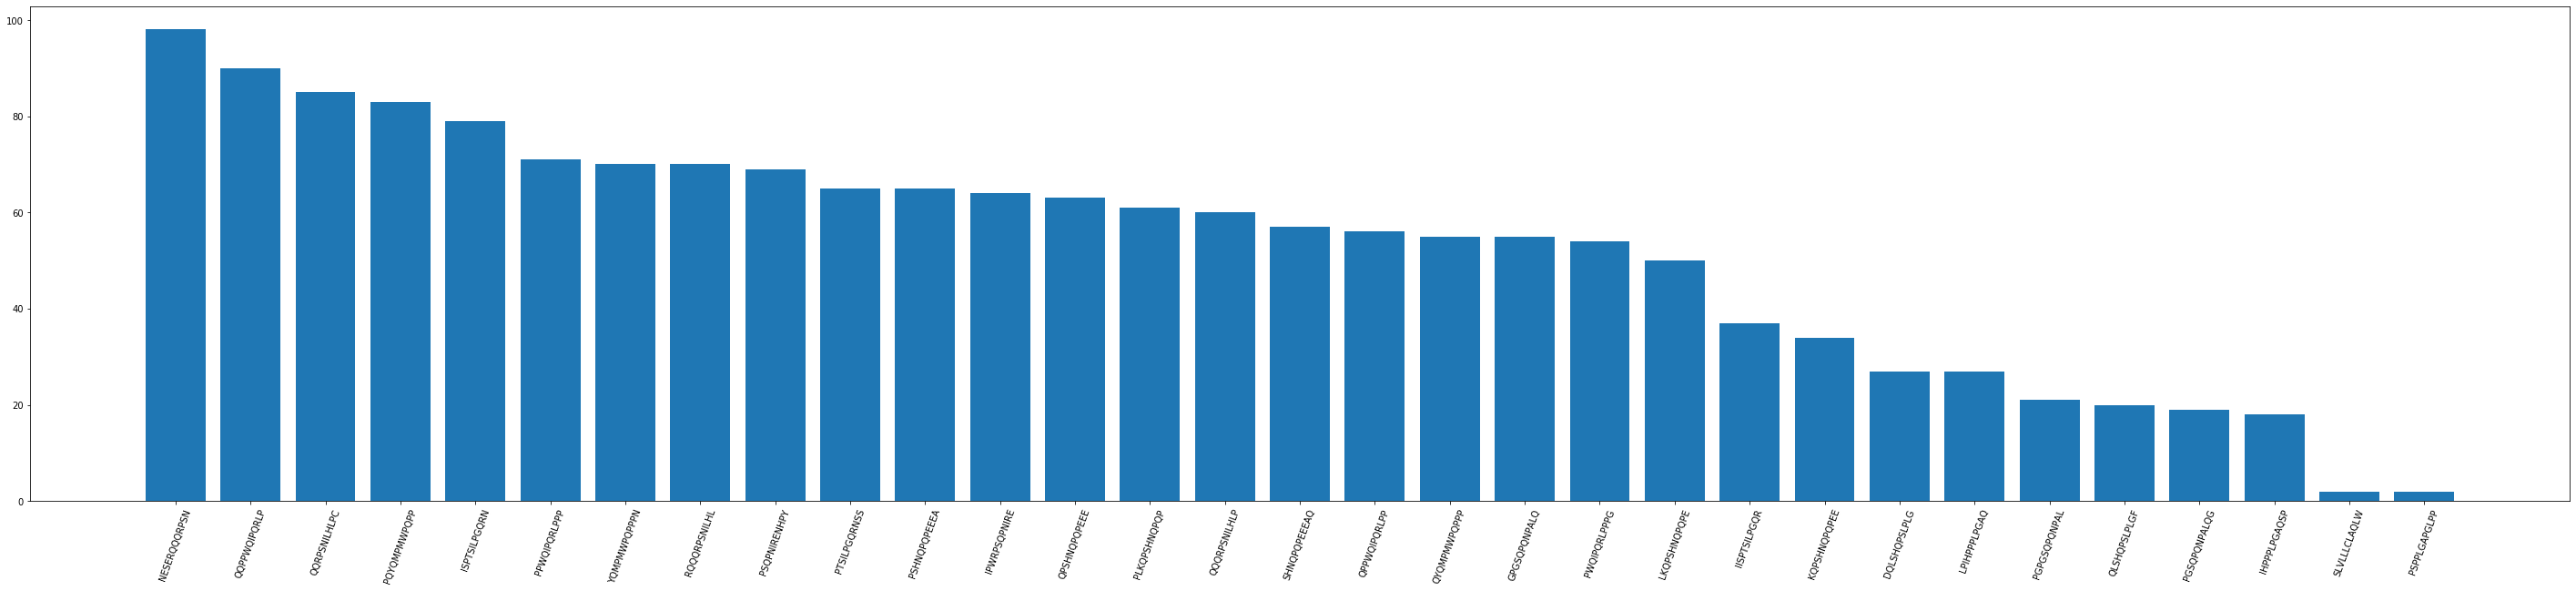 100
80
60
40
20
0
NESERQQQRPSN
QQPPWQIPQRLP
QQRPSNILHLPC
PQYQMPMWPQPP
ISPTSILPGQRN
PPWQIPQRLPPP
YQMPMWPQPPPN
RQQQRPSNILHL
PSQPNIRENHPY
PTSILPGQRNSS
PSHNQPQPEEEA
IPWRPSQPNIRE
QPSHNQPQPEEE
PLKQPSHNQPQP
QQQRPSNILHLP
SHNQPQPEEEAQ
QPPWQIPQRLPP
QYQMPMWPQPPP
GPGSQPQNPALQ
PWQIPQRLPPPG
LKQPSHNQPQPE
IISPTSILPGQR
KQPSHNQPQPEE
DQLSHQPSLPLG
LPIHPPPLPGAQ
PGPGSQPQNPAL
QLSHQPSLPLGF
PGSQPQNPALQG
IHPPPLPGAQSP
SLVLLLCLAQLW
PSPPLGAPGLPP